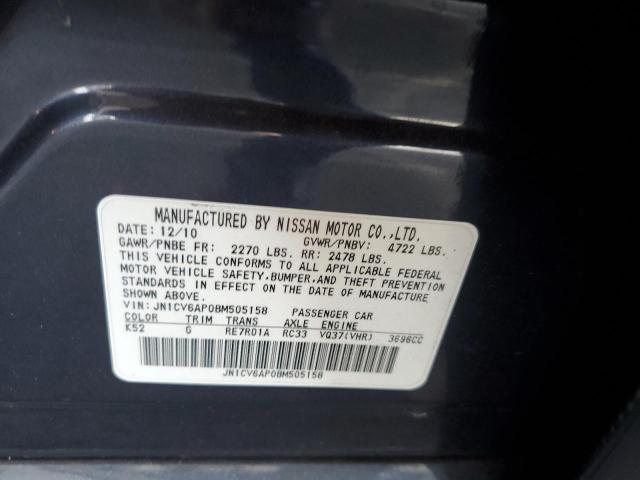 MANUFACTURED BY NISSAN MOTOR CO.,LTD.
DATE: 12/10 GVWR/PNBV: 4722 LBS.
GAWR/PNBE FR: 2270 LBS. RR: 2478 LBS.
THIS VEHICLE CONFORMS TO ALL APPLICABLE FEDERAL
MOTOR VEHICLE SAFETY,BUMPER,AND THEFT PREVENTION
STANDARDS IN EFFECT ON THE DATE OF MANUFACTURE
SHOWN ABOVE.
VIN: JN1CV6AP0BM505158 PASSENGER CAR
COLOR TRIM TRANS AXLE ENGINE
K52 G RE7R01A RC33 VQ37(VHR) 3696CC
JN1CV6AP0BM505158